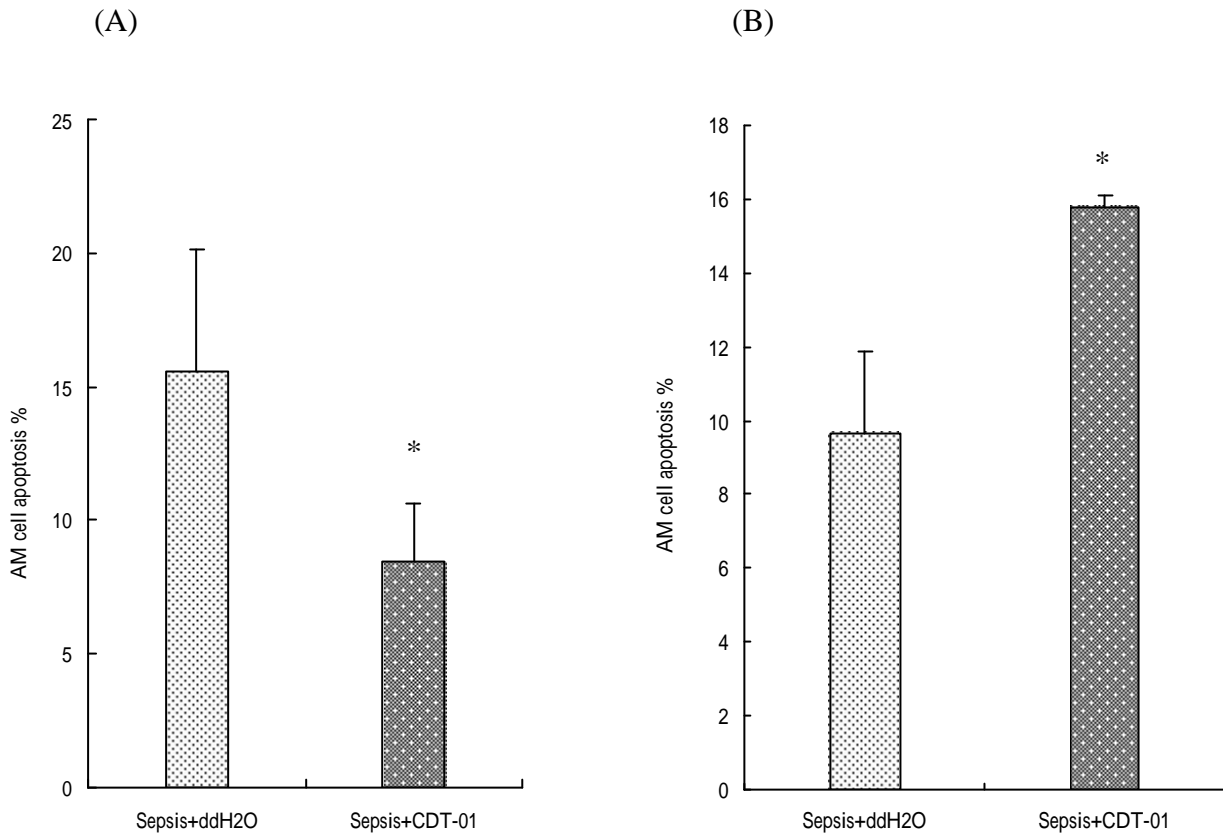 (A)
25
20
15
10
5
0
AM cell apoptosis %
*
Sepsis+ddH2O
Sepsis+CDT-01
(B)
18
16
14
12
10
8
6
4
2
0
AM cell apoptosis %
*
Sepsis+ddH2O
Sepsis+CDT-01